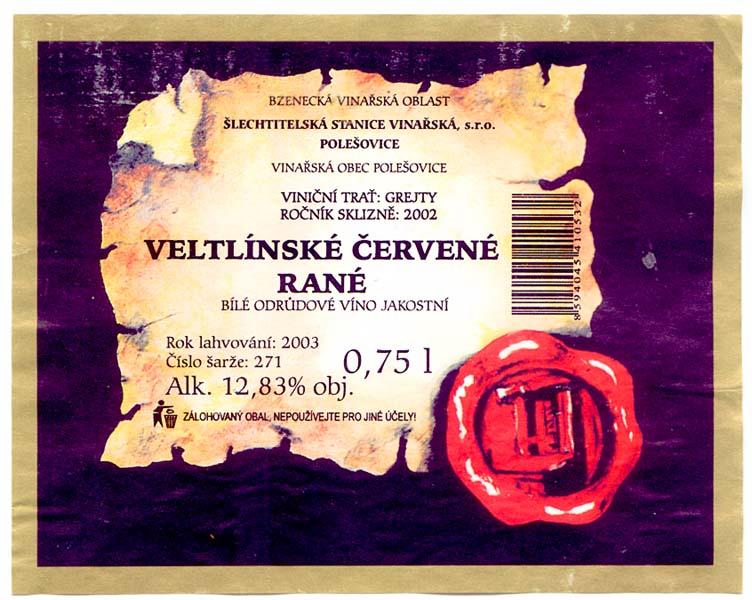 BZENECKÁ VINAŘSKÁ OBLAST
ŠLECHTITELSKÁ STANICE VINAŘSKÁ, s.r.o.
POLEŠOVICE
VINAŘSKÁ OBEC POLEŠOVICE
VINIČNÍ TRAŤ: GREJTY
ROČNÍK SKLIZNĚ: 2002
VELTLÍNSKÉ ČERVENÉ
RANÉ
BÍLÉ ODRŮDOVÉ VÍNO JAKOSTNÍ
Rok lahvování: 2003
Číslo šarže: 271
0,75 l
Alk. 12,83% obj.
ZÁLOHOVANÝ OBAL, NEPOUŽÍVEJTE PRO JINÉ ÚČELY!
8594045410532